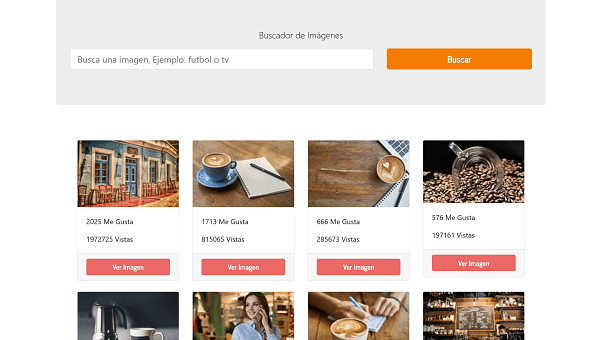 Buscador de Imágenes
Busca una imagen, Ejemplo: futbol o tv
Buscar
2025 Me Gusta
1972725 Vistas
Ver Imagen
1713 Me Gusta
815065 Vistas
Ver Imagen
666 Me Gusta
285673 Vistas
Ver Imagen
576 Me Gusta
197161 Vistas
Ver Imagen